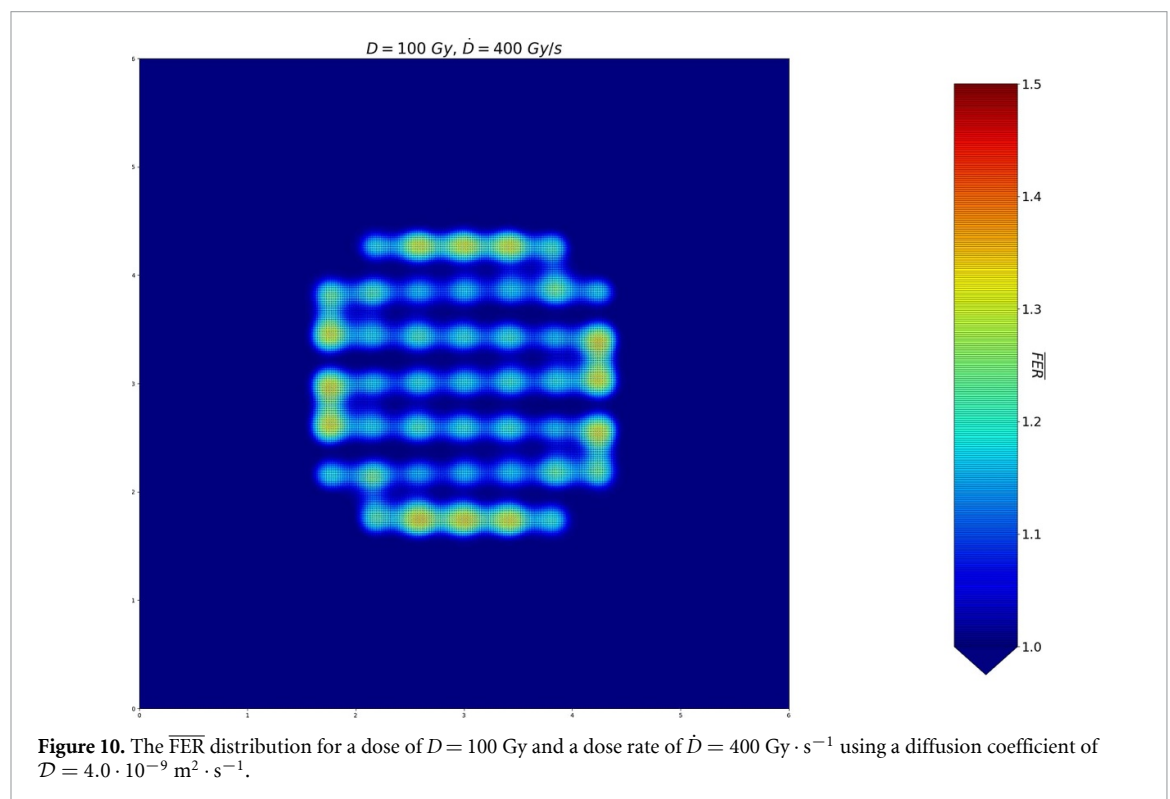 D = 100 Gy, Ḋ = 400 Gy/s
6
5
4
3
2
1
0
0 1 2 3 4 5 6
1.5
1.4
1.3
1.2
1.1
1.0
F̅E̅R̅
Figure 10. The F̅E̅R̅ distribution for a dose of D = 100 Gy and a dose rate of Ḋ = 400 Gy · s⁻¹ using a diffusion coefficient of
𝒟 = 4.0 · 10⁻⁹ m² · s⁻¹.